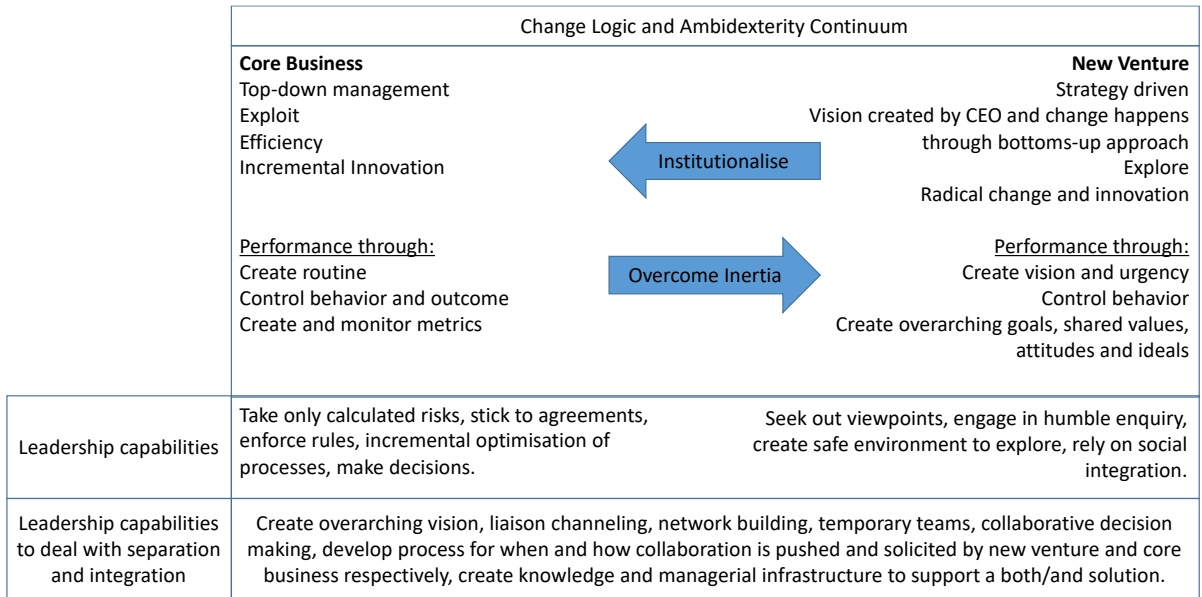 Change Logic and Ambidexterity Continuum
Core Business
Top-down management
Exploit
Efficiency
Incremental Innovation
New Venture
Strategy driven
Vision created by CEO and change happens
through bottoms-up approach
Explore
Radical change and innovation
Institutionalise
Performance through:
Create routine
Control behavior and outcome
Create and monitor metrics
Overcome Inertia
Performance through:
Create vision and urgency
Control behavior
Create overarching goals, shared values,
attitudes and ideals
Leadership capabilities
Take only calculated risks, stick to agreements,
enforce rules, incremental optimisation of
processes, make decisions.
Seek out viewpoints, engage in humble enquiry,
create safe environment to explore, rely on social
integration.
Leadership capabilities
to deal with separation
and integration
Create overarching vision, liaison channeling, network building, temporary teams, collaborative decision
making, develop process for when and how collaboration is pushed and solicited by new venture and core
business respectively, create knowledge and managerial infrastructure to support a both/and solution.